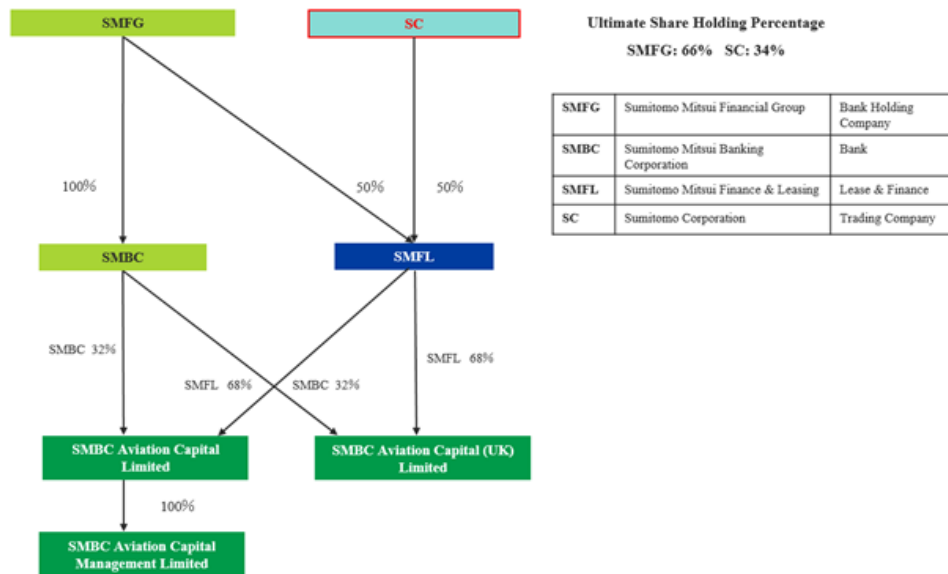 SMFG
SC
Ultimate Share Holding Percentage
SMFG: 66% SC: 34%
SMFG Sumitomo Mitsui Financial Group Bank Holding
Company
SMBC Sumitomo Mitsui Banking Bank
Corporation
SMFL Sumitomo Mitsui Finance & Leasing Lease & Finance
SC Sumitomo Corporation Trading Company
100%
50%
50%
SMBC
SMFL
SMBC 32%
SMFL 68%
SMBC 32%
SMFL 68%
SMBC Aviation Capital
Limited
SMBC Aviation Capital (UK)
Limited
100%
SMBC Aviation Capital
Management Limited